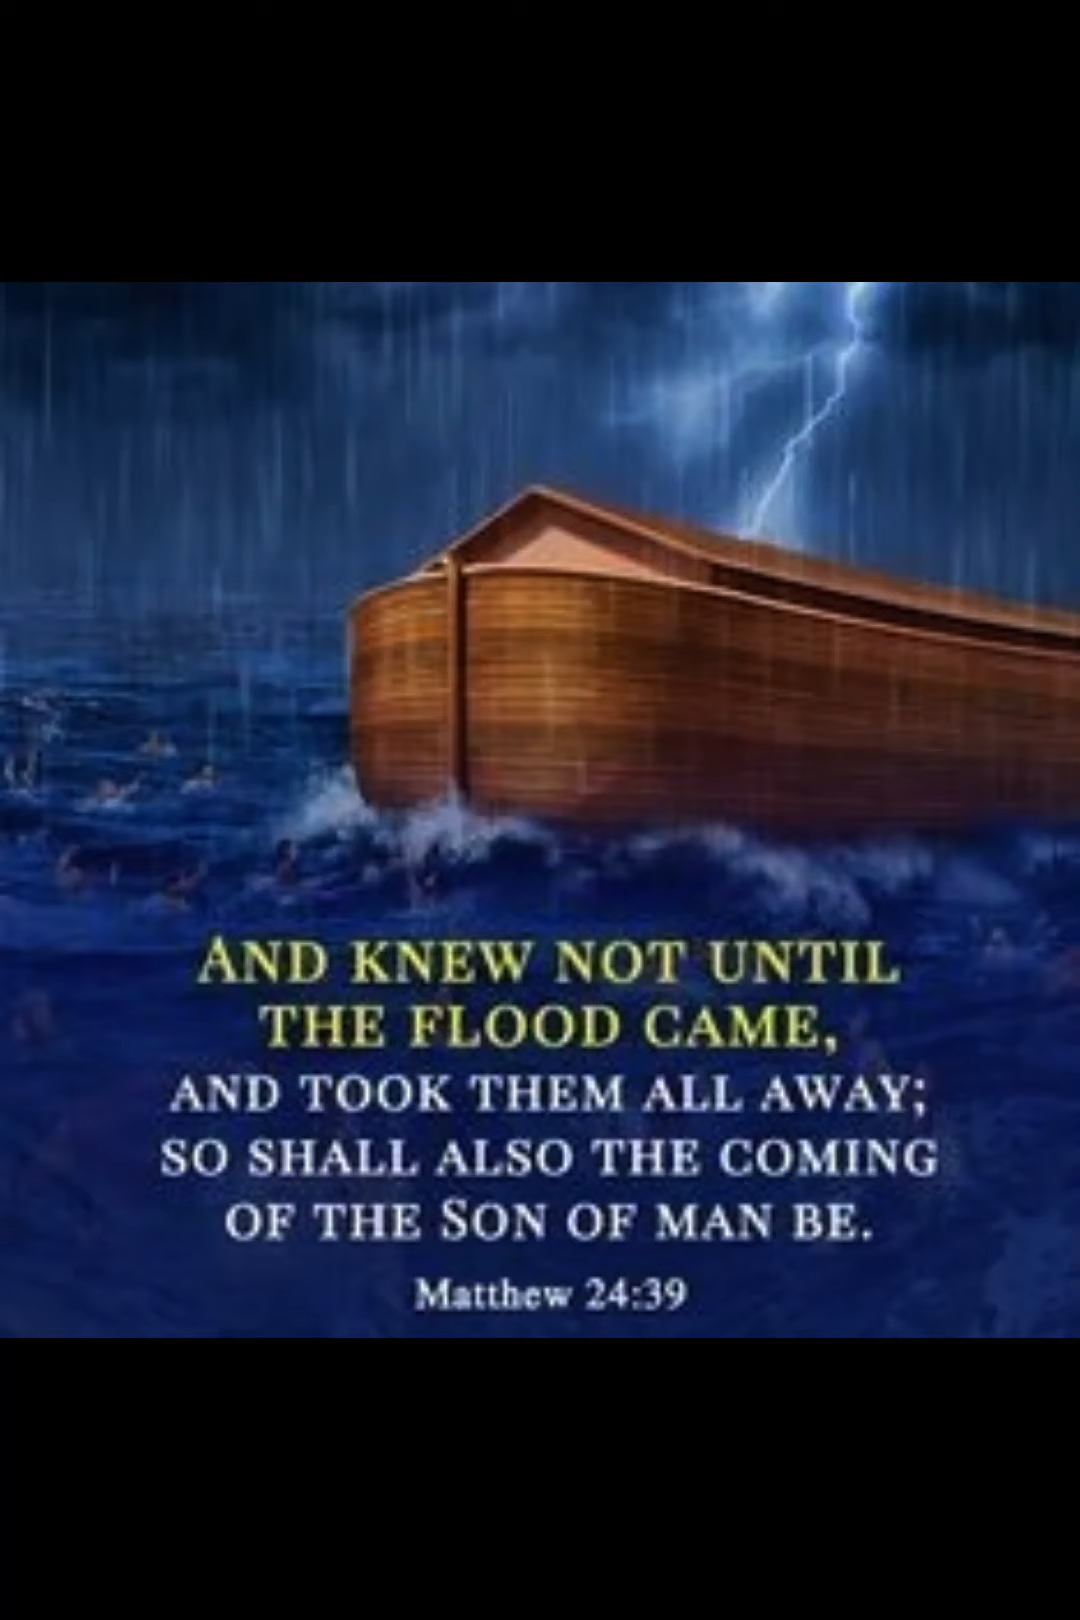 And knew not until
the flood came,
and took them all away;
so shall also the coming
of the Son of man be.
Matthew 24:39